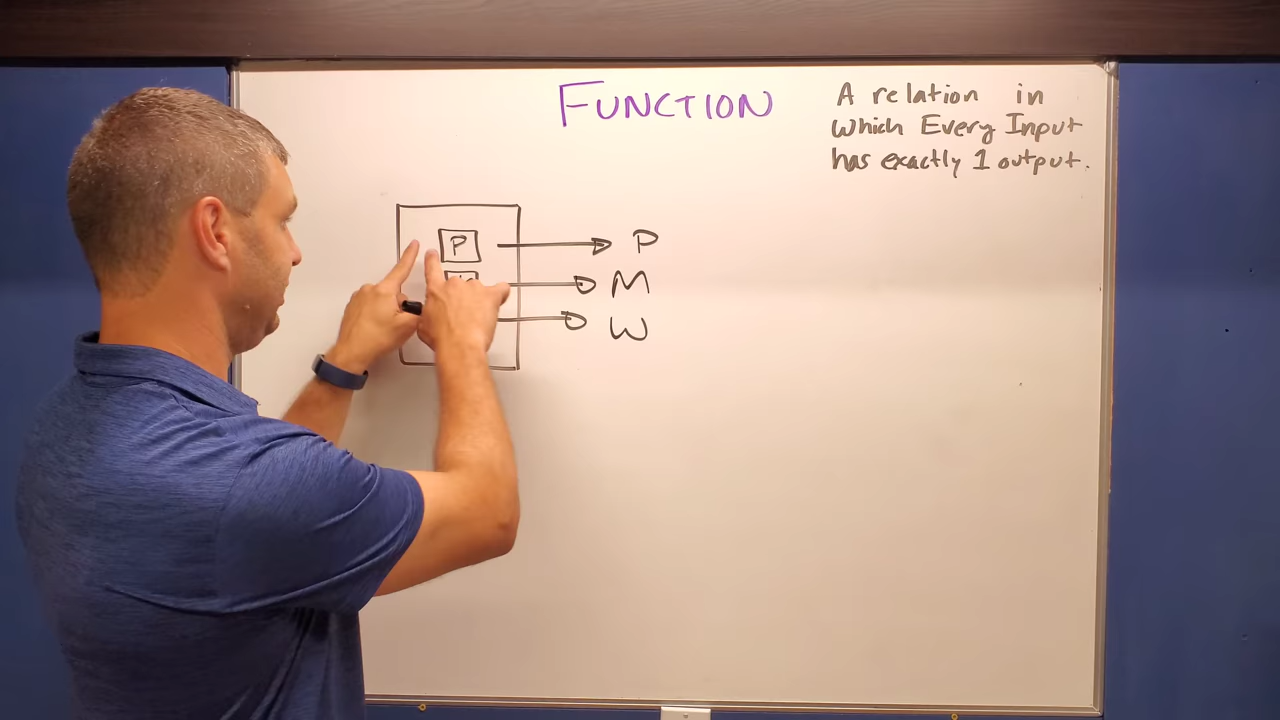 FUNCTION
A relation in
which Every Input
has exactly 1 output.
P P
M
W